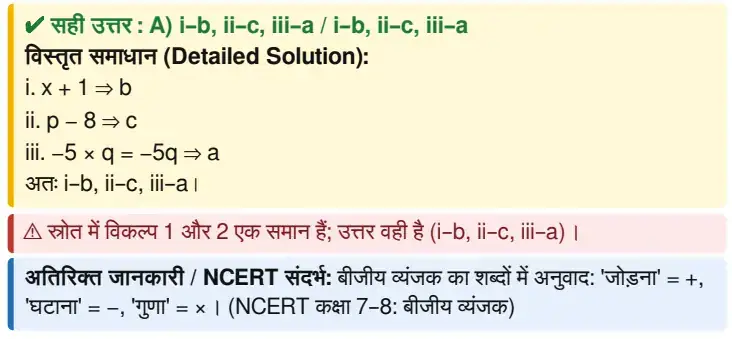 ✔ सही उत्तर : A) i–b, ii–c, iii–a / i–b, ii–c, iii–a
विस्तृत समाधान (Detailed Solution):
i. x + 1 ⇒ b
ii. p − 8 ⇒ c
iii. −5 × q = −5q ⇒ a
अतः i–b, ii–c, iii–a।
⚠ स्रोत में विकल्प 1 और 2 एक समान हैं; उत्तर वही है (i–b, ii–c, iii–a) ।
अतिरिक्त जानकारी / NCERT संदर्भ: बीजीय व्यंजक का शब्दों में अनुवाद: 'जोड़ना' = +,
'घटाना' = −, 'गुणा' = × । (NCERT कक्षा 7–8: बीजीय व्यंजक)